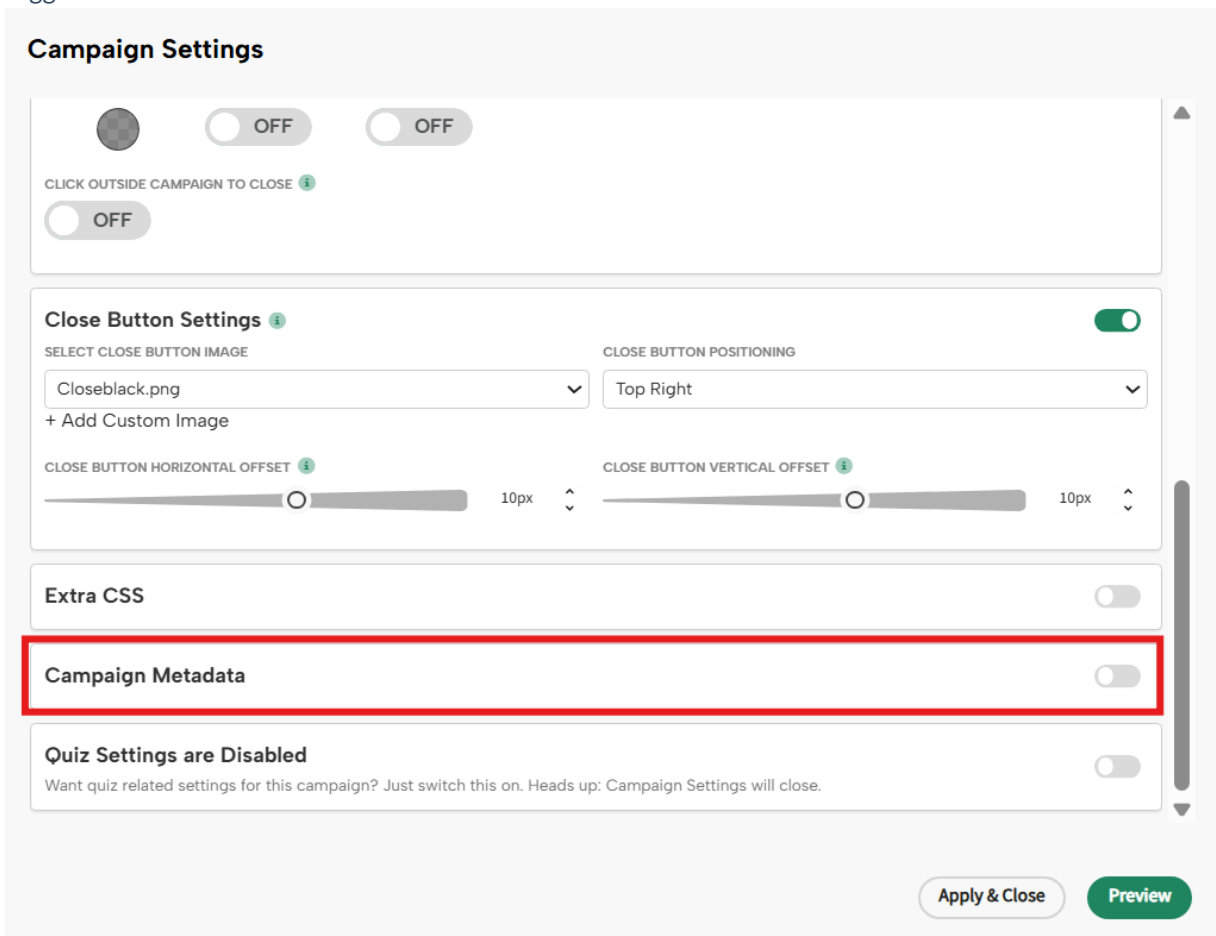 Campaign Settings
OFF OFF
CLICK OUTSIDE CAMPAIGN TO CLOSE
OFF
Close Button Settings
SELECT CLOSE BUTTON IMAGE CLOSE BUTTON POSITIONING
Closeblack.png Top Right
+ Add Custom Image
CLOSE BUTTON HORIZONTAL OFFSET CLOSE BUTTON VERTICAL OFFSET
10px 10px
Extra CSS
Campaign Metadata
Quiz Settings are Disabled
Want quiz related settings for this campaign? Just switch this on. Heads up: Campaign Settings will close.
Apply & Close Preview